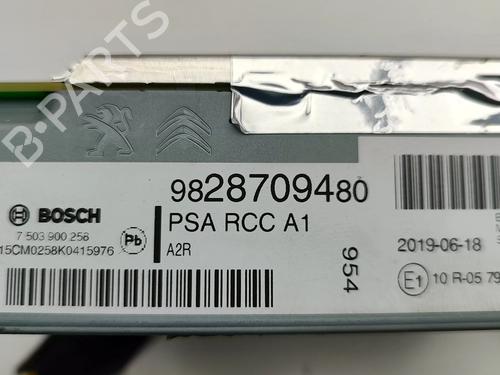 B-PARTS
9828709480
BOSCH
PSA RCC A1
7 503 900 258
15CM0258K0415976
Pb
A2R
954
2019-06-18
E1 10 R-05 79